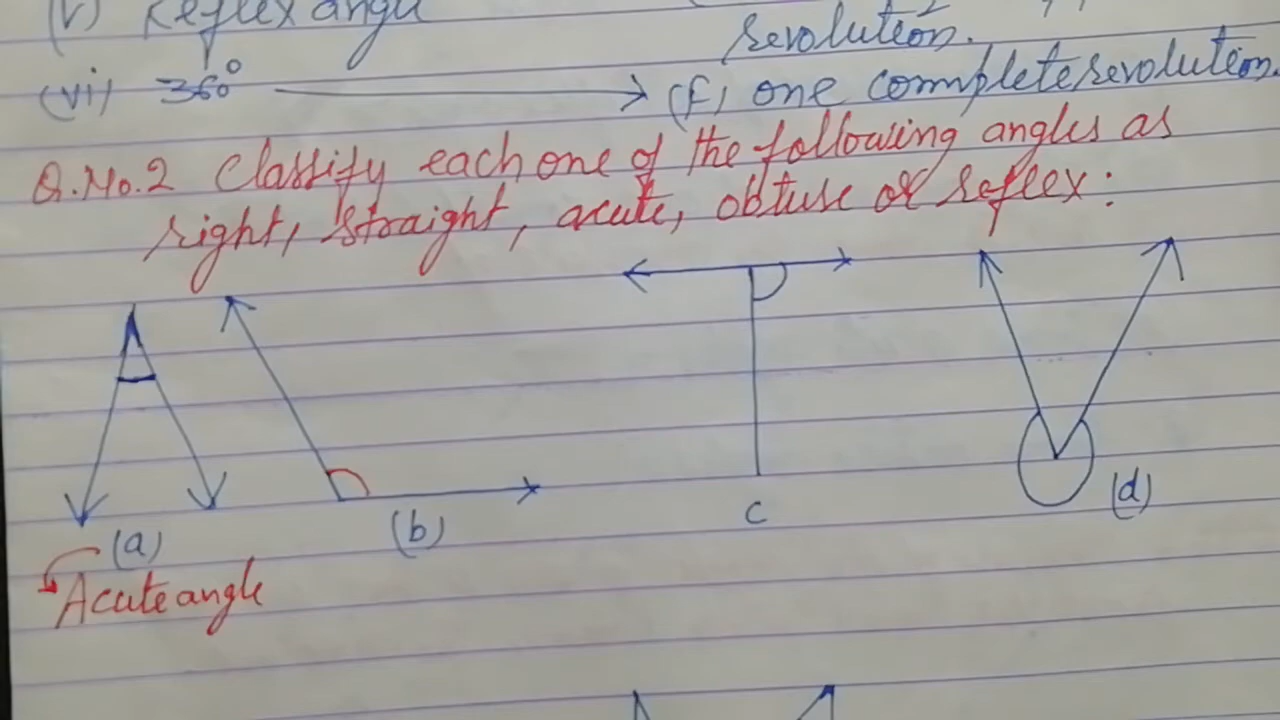 (v) Reflex angle
revolution.
(vi) 360° → (F) one commplete revolution.
Q.No.2 Classify each one of the following angles as
right, straight, acute, obtuse or reflex:
(a)
(b)
c
(d)
Acute angle